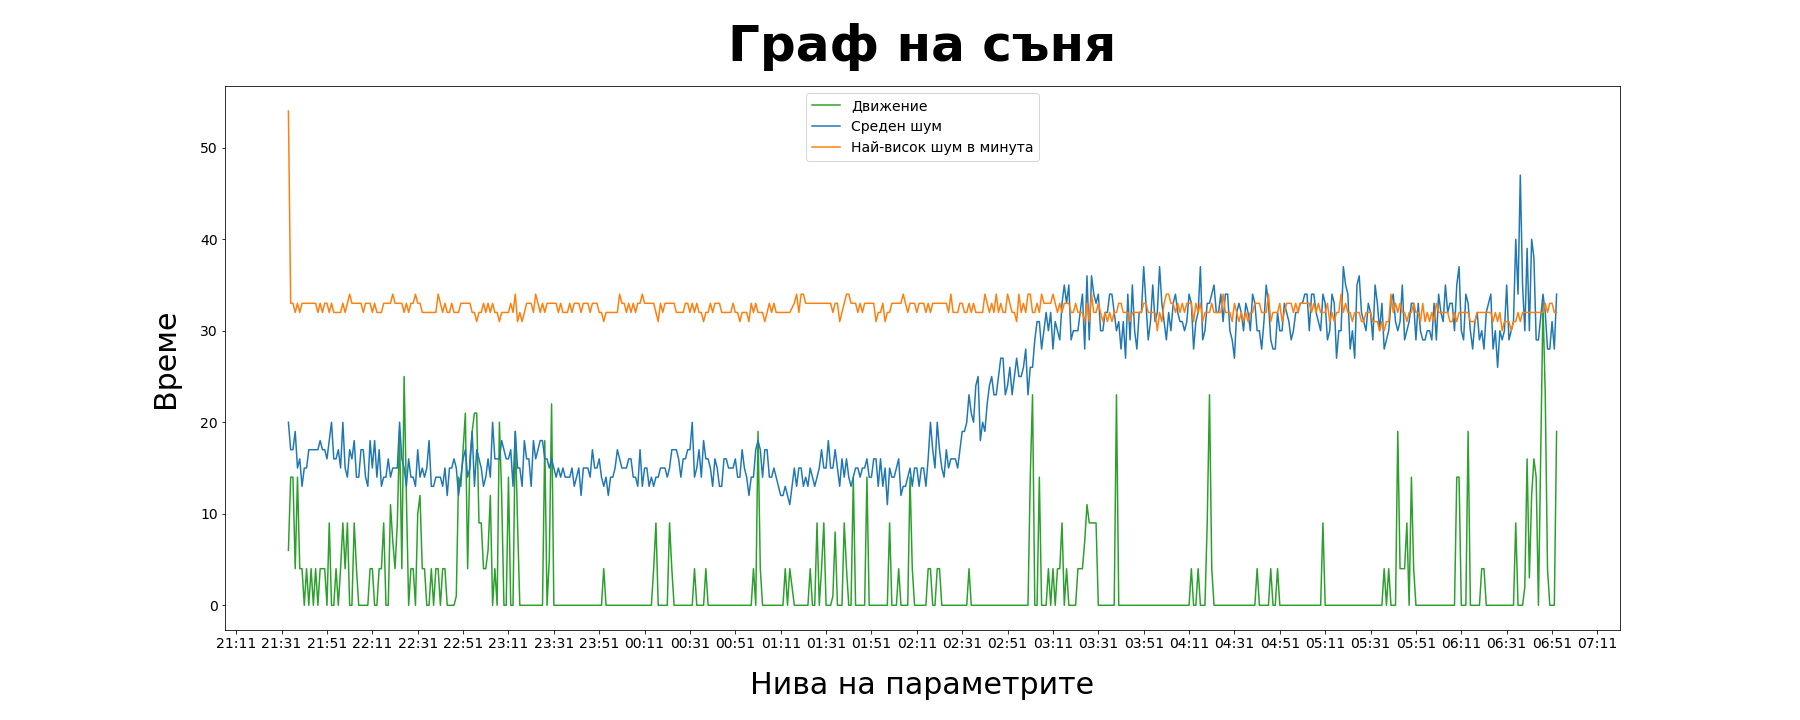 Граф на съня
Движение
Среден шум
Най-висок шум в минута
Време
50
40
30
20
10
0
21:11 21:31 21:51 22:11 22:31 22:51 23:11 23:31 23:51 00:11 00:31 00:51 01:11 01:31 01:51 02:11 02:31 02:51 03:11 03:31 03:51 04:11 04:31 04:51 05:11 05:31 05:51 06:11 06:31 06:51 07:11
Нива на параметрите